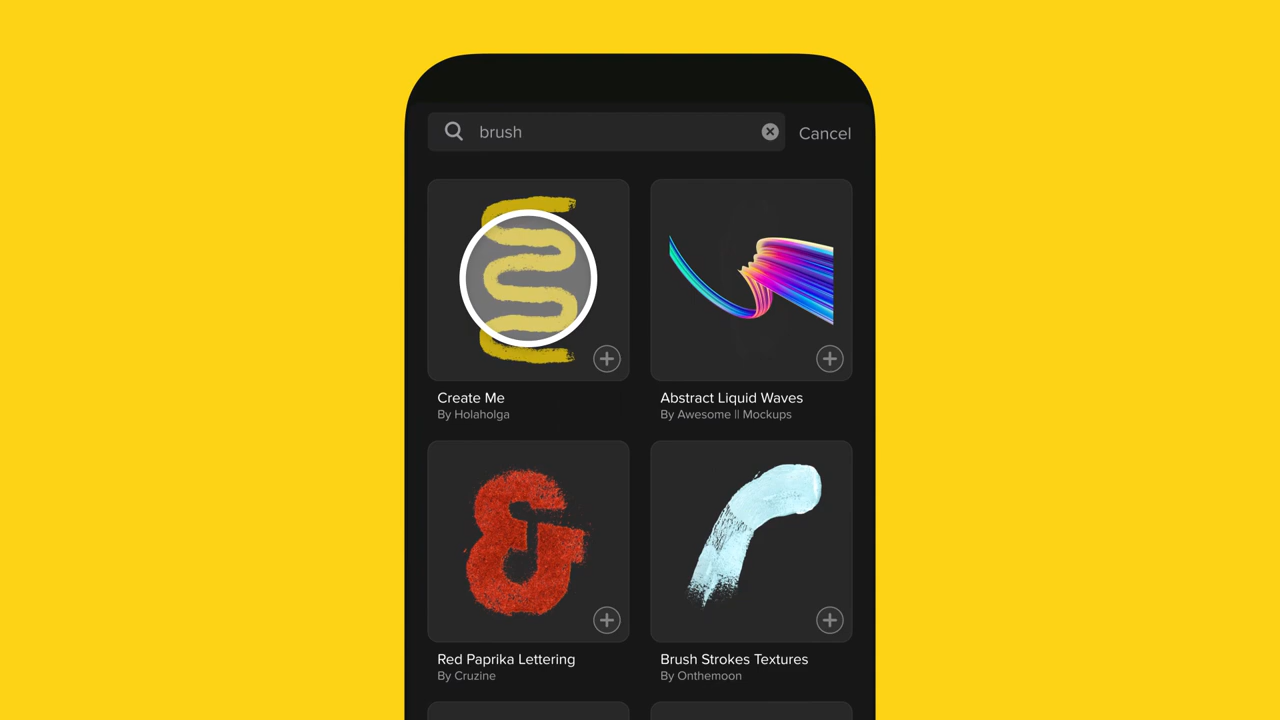 brush
Cancel
Create Me
By Holaholga
Abstract Liquid Waves
By Awesome || Mockups
Red Paprika Lettering
By Cruzine
Brush Strokes Textures
By Onthemoon